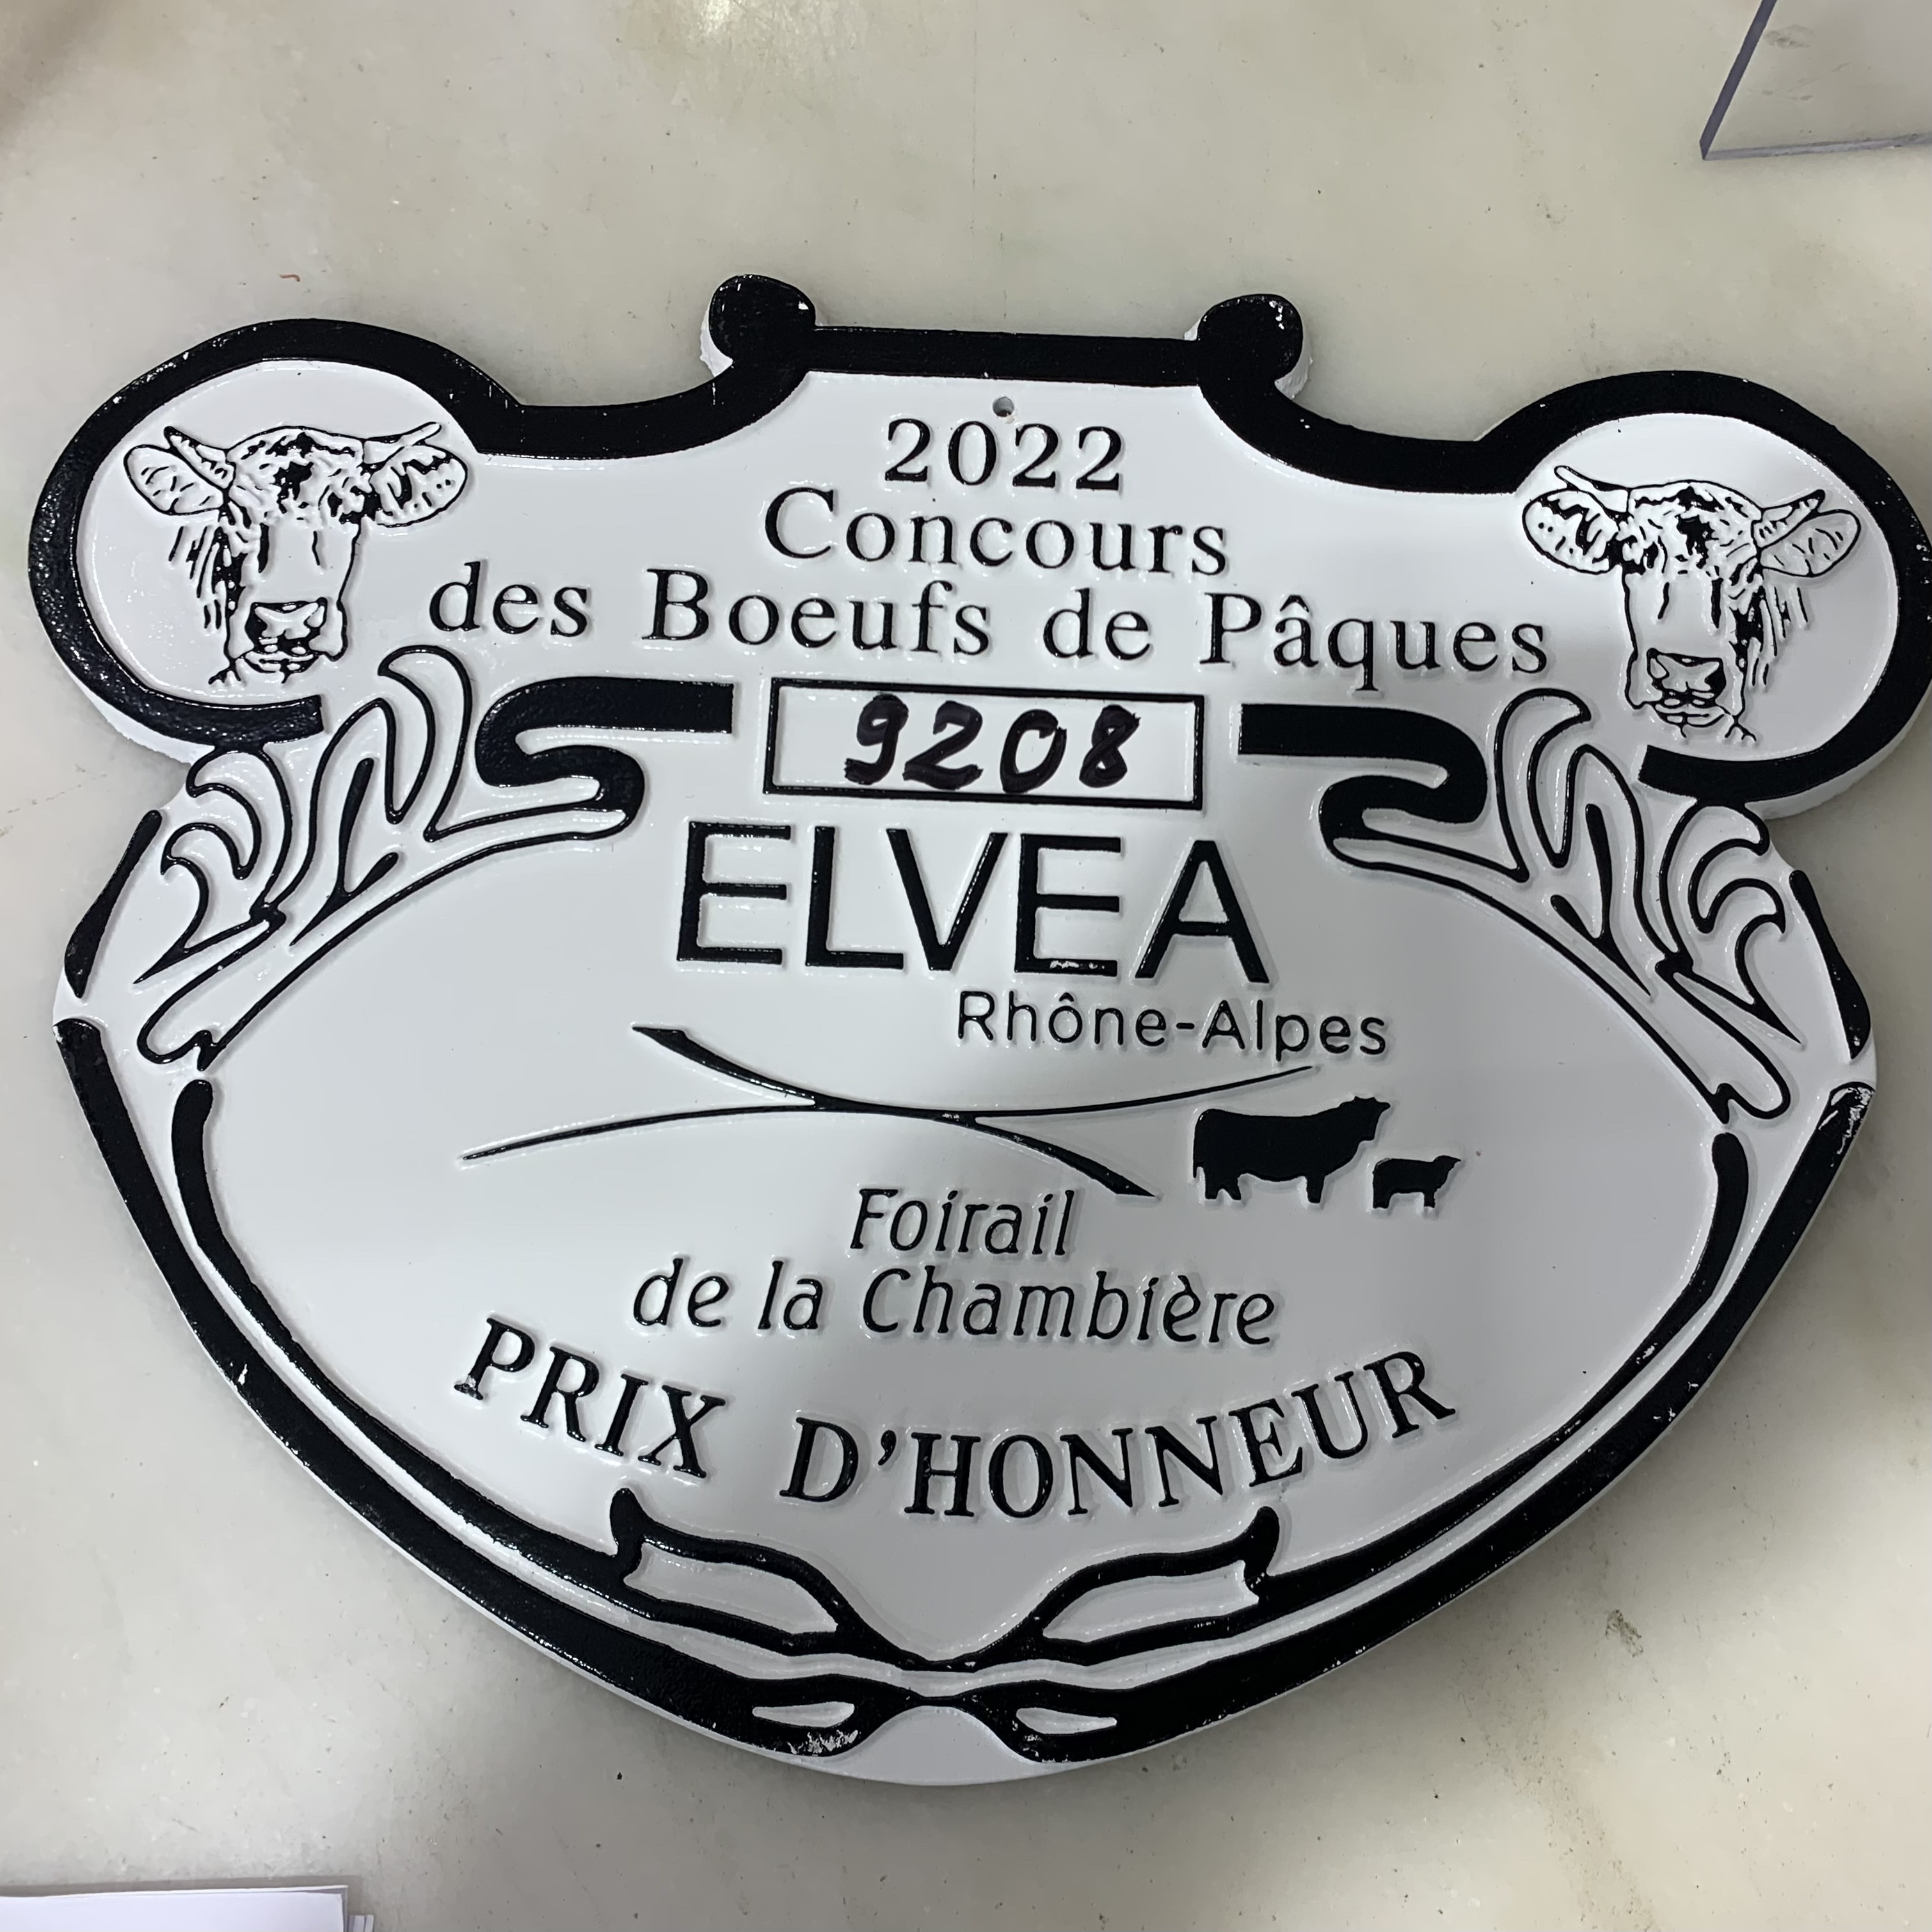 2022
Concours
des Boeufs de Pâques
9208
ELVEA
Rhône-Alpes
Foirail
de la Chambière
PRIX D'HONNEUR